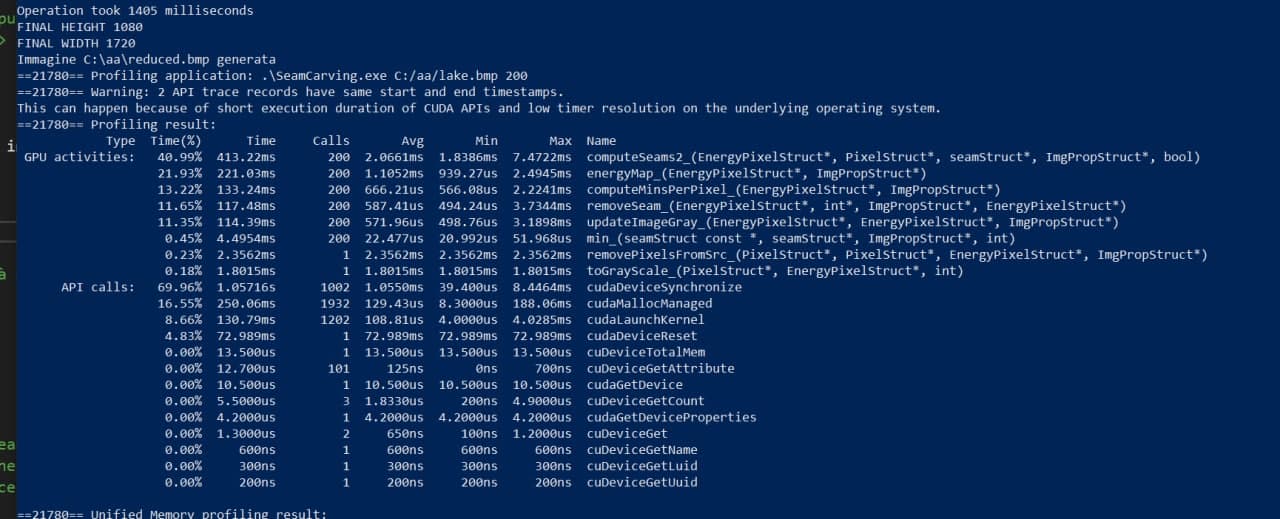 pu
Operation took 1405 milliseconds
FINAL HEIGHT 1080
FINAL WIDTH 1720
Immagine C:\aa\reduced.bmp generata
==21780== Profiling application: .\SeamCarving.exe C:/aa/lake.bmp 200
==21780== Warning: 2 API trace records have same start and end timestamps.
This can happen because of short execution duration of CUDA APIs and low timer resolution on the underlying operating system.
==21780== Profiling result:
Type Time(%) Time Calls Avg Min Max Name
GPU activities: 40.99% 413.22ms 200 2.0661ms 1.8386ms 7.4722ms computeSeams2_(EnergyPixelStruct*, PixelStruct*, seamStruct*, ImgPropStruct*, bool)
21.93% 221.03ms 200 1.1052ms 939.27us 2.4945ms energyMap_(EnergyPixelStruct*, ImgPropStruct*)
13.22% 133.24ms 200 666.21us 566.08us 2.2241ms computeMinsPerPixel_(EnergyPixelStruct*, ImgPropStruct*)
11.65% 117.48ms 200 587.41us 494.24us 3.7344ms removeSeam_(EnergyPixelStruct*, int*, ImgPropStruct*, EnergyPixelStruct*)
11.35% 114.39ms 200 571.96us 498.76us 3.1898ms updateImageGray_(EnergyPixelStruct*, EnergyPixelStruct*, ImgPropStruct*)
0.45% 4.4954ms 200 22.477us 20.992us 51.968us min_(seamStruct const *, seamStruct*, ImgPropStruct*, int)
0.23% 2.3562ms 1 2.3562ms 2.3562ms 2.3562ms removePixelsFromSrc_(PixelStruct*, PixelStruct*, EnergyPixelStruct*, ImgPropStruct*)
0.18% 1.8015ms 1 1.8015ms 1.8015ms 1.8015ms toGrayScale_(PixelStruct*, EnergyPixelStruct*, int)
API calls: 69.96% 1.05716s 1002 1.0550ms 39.400us 8.4464ms cudaDeviceSynchronize
16.55% 250.06ms 1932 129.43us 8.3000us 188.06ms cudaMallocManaged
8.66% 130.79ms 1202 108.81us 4.0000us 4.0285ms cudaLaunchKernel
4.83% 72.989ms 1 72.989ms 72.989ms 72.989ms cudaDeviceReset
0.00% 13.500us 1 13.500us 13.500us 13.500us cuDeviceTotalMem
0.00% 12.700us 101 125ns 0ns 700ns cuDeviceGetAttribute
0.00% 10.500us 1 10.500us 10.500us 10.500us cudaGetDevice
0.00% 5.5000us 3 1.8330us 200ns 4.9000us cuDeviceGetCount
0.00% 4.2000us 1 4.2000us 4.2000us 4.2000us cudaGetDeviceProperties
0.00% 1.3000us 2 650ns 100ns 1.2000us cuDeviceGet
0.00% 600ns 1 600ns 600ns 600ns cuDeviceGetName
0.00% 300ns 1 300ns 300ns 300ns cuDeviceGetLuid
0.00% 200ns 1 200ns 200ns 200ns cuDeviceGetUuid
==21780== Unified Memory profiling result: